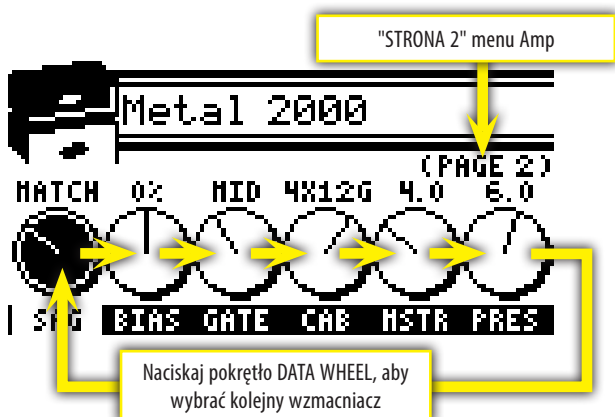 "STRONA 2" menu Amp
Metal 2000
(PAGE 2)
MATCH 0% MID 4X12G 4.0 6.0
SAG BIAS GATE CAB MSTR PRES
Naciskaj pokrętło DATA WHEEL, aby
wybrać kolejny wzmacniacz